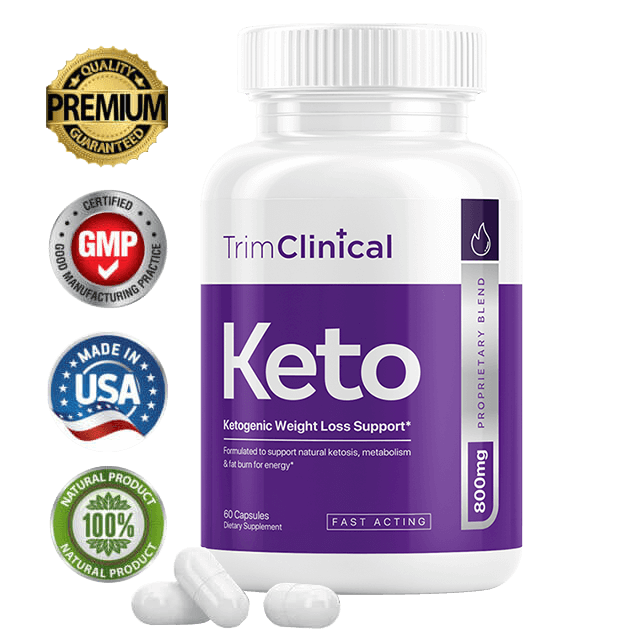 QUALITY
PREMIUM
GUARANTEED
CERTIFIED
GMP
GOOD MANUFACTURING PRACTICE
MADE IN
USA
NATURAL PRODUCT
100%
NATURAL PRODUCT
TrimClinical
Keto
Ketogenic Weight Loss Support*
Formulated to support natural ketosis, metabolism
& fat burn for energy*
60 Capsules
Dietary Supplement
FAST ACTING
PROPRIETARY BLEND
800mg